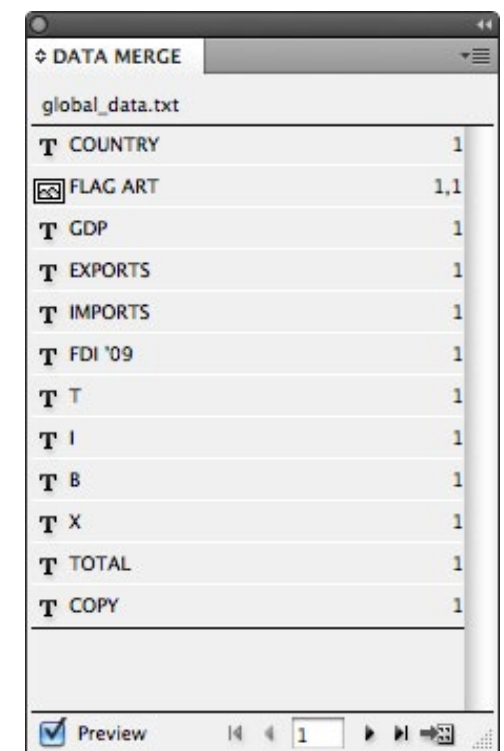 DATA MERGE
global_data.txt
T COUNTRY 1
FLAG ART 1,1
T GDP 1
T EXPORTS 1
T IMPORTS 1
T FDI '09 1
T T 1
T I 1
T B 1
T X 1
T TOTAL 1
T COPY 1
Preview 1